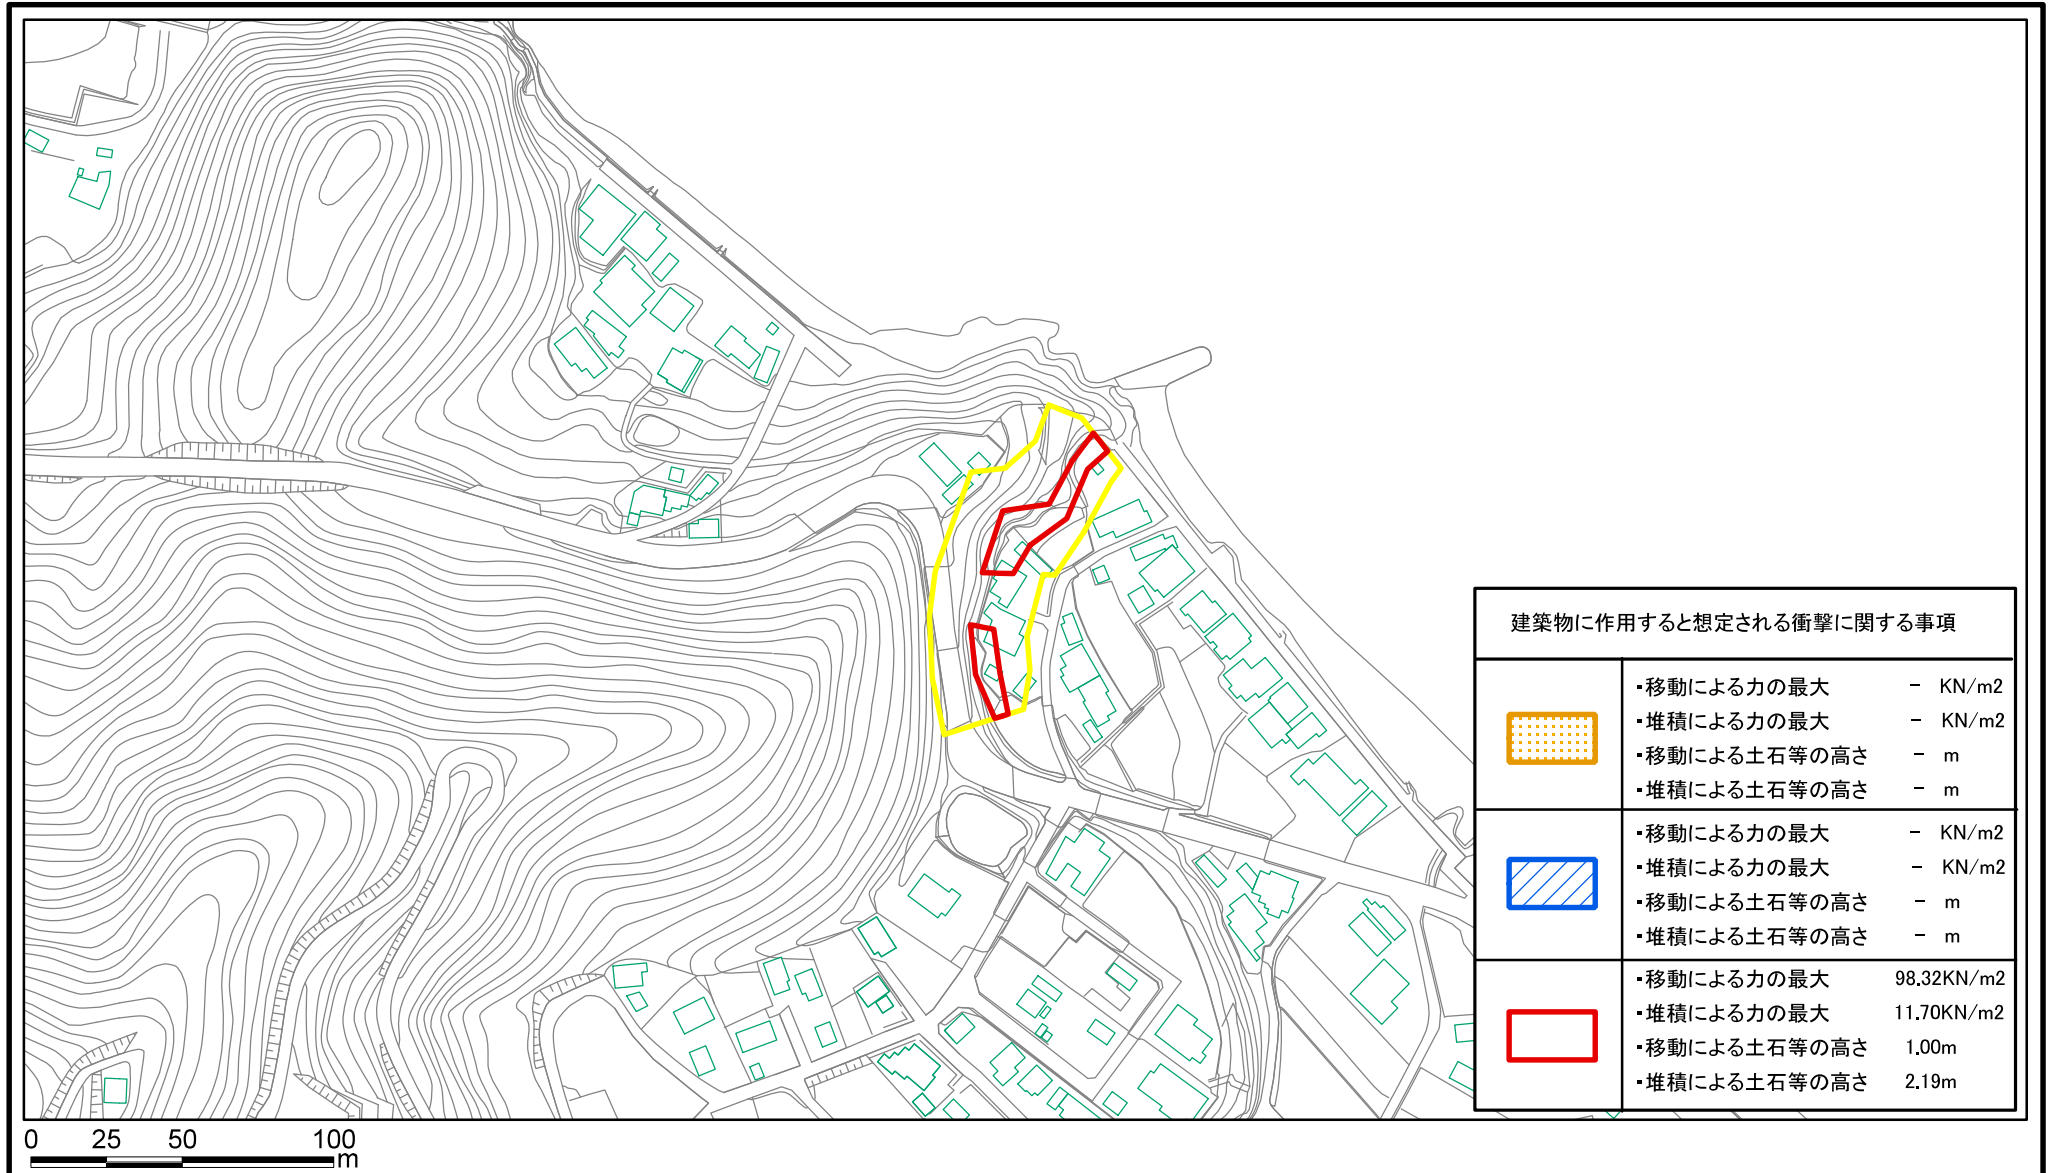 建築物に作用すると想定される衝撃に関する事項
・移動による力の最大 － KN/m2
・堆積による力の最大 － KN/m2
・移動による土石等の高さ － m
・堆積による土石等の高さ － m
・移動による力の最大 － KN/m2
・堆積による力の最大 － KN/m2
・移動による土石等の高さ － m
・堆積による土石等の高さ － m
・移動による力の最大 98.32KN/m2
・堆積による力の最大 11.70KN/m2
・移動による土石等の高さ 1.00m
・堆積による土石等の高さ 2.19m
0 25 50 100
m